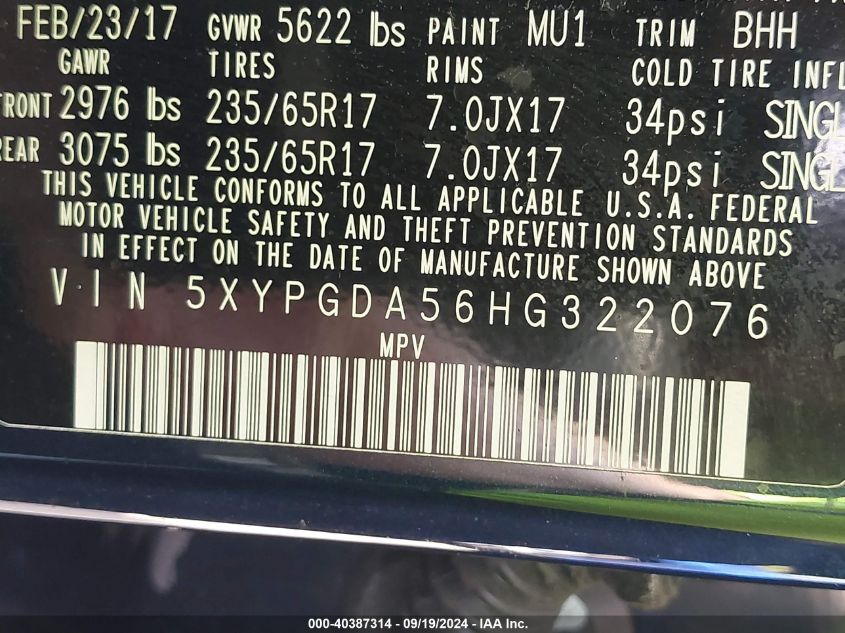 FEB/23/17 GVWR 5622 lbs PAINT MU1 TRIM BHH
GAWR TIRES RIMS COLD TIRE INFL
FRONT 2976 lbs 235/65R17 7.0JX17 34psi SINGL
REAR 3075 lbs 235/65R17 7.0JX17 34psi SINGL
THIS VEHICLE CONFORMS TO ALL APPLICABLE U.S.A. FEDERAL
MOTOR VEHICLE SAFETY AND THEFT PREVENTION STANDARDS
IN EFFECT ON THE DATE OF MANUFACTURE SHOWN ABOVE
VIN 5XYPGDA56HG322076
MPV
000-40387314 - 09/19/2024 - IAA Inc.